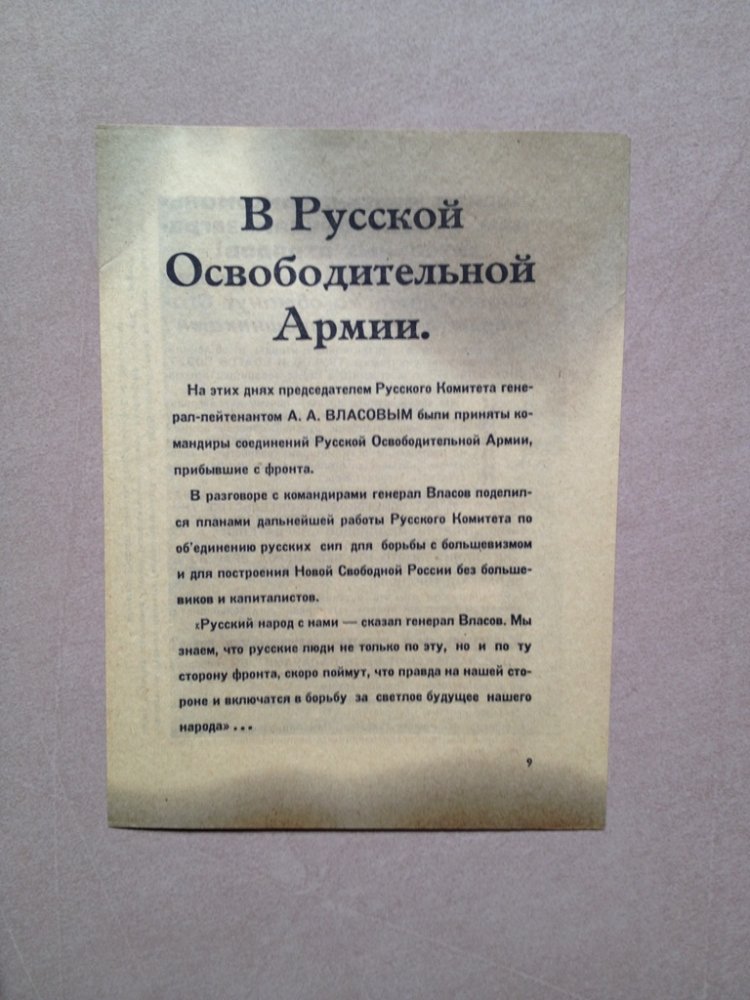 В Русской
Освободительной
Армии.
На этих днях председателем Русского Комитета гене-
рал-лейтенантом А. А. ВЛАСОВЫМ были приняты ко-
мандиры соединений Русской Освободительной Армии,
прибывшие с фронта.
В разговоре с командирами генерал Власов поделил-
ся планами дальнейшей работы Русского Комитета по
об'единению русских сил для борьбы с большевизмом
и для построения Новой Свободной России без больше-
виков и капиталистов.
«Русский народ с нами — сказал генерал Власов. Мы
знаем, что русские люди не только по эту, но и по ту
сторону фронта, скоро поймут, что правда на нашей сто-
роне и включатся в борьбу за светлое будущее нашего
народа» ...
9